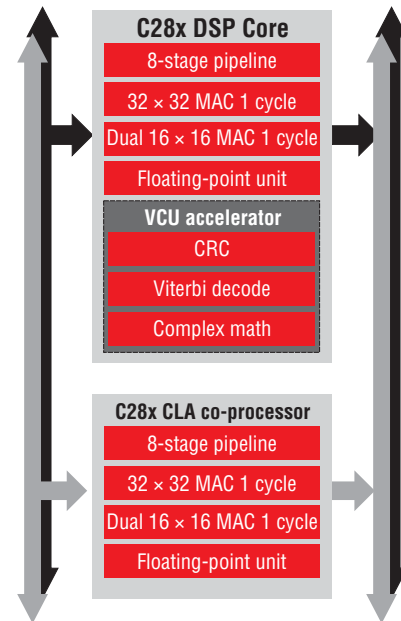 C28x DSP Core
8-stage pipeline
32 × 32 MAC 1 cycle
Dual 16 × 16 MAC 1 cycle
Floating-point unit
VCU accelerator
CRC
Viterbi decode
Complex math
C28x CLA co-processor
8-stage pipeline
32 × 32 MAC 1 cycle
Dual 16 × 16 MAC 1 cycle
Floating-point unit